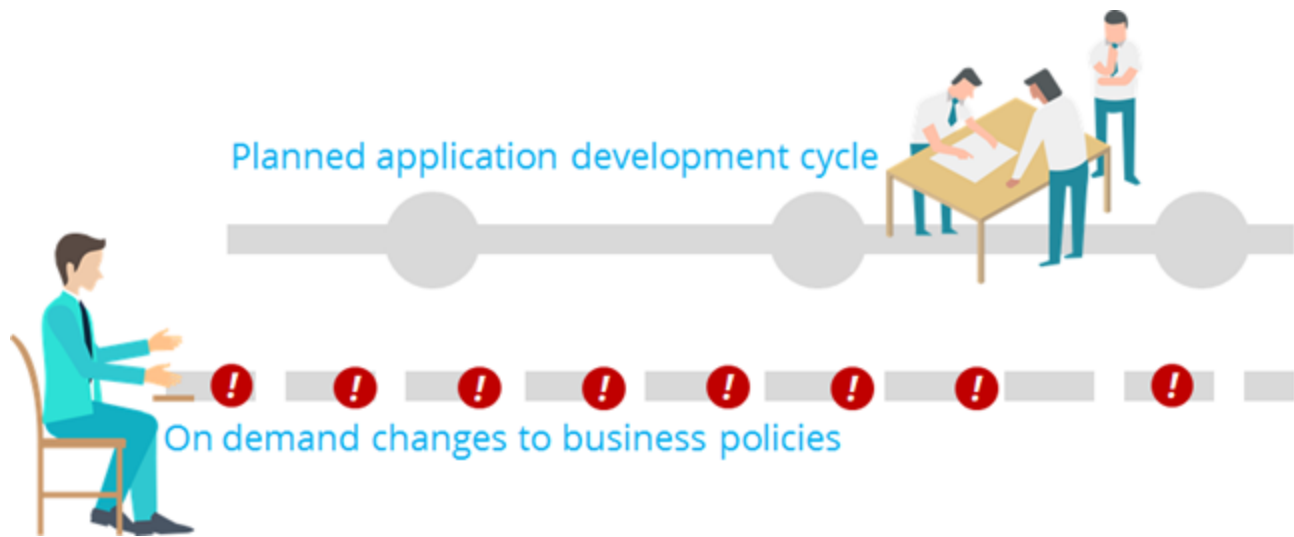 Planned application development cycle
! ! ! ! ! ! ! !
On demand changes to business policies